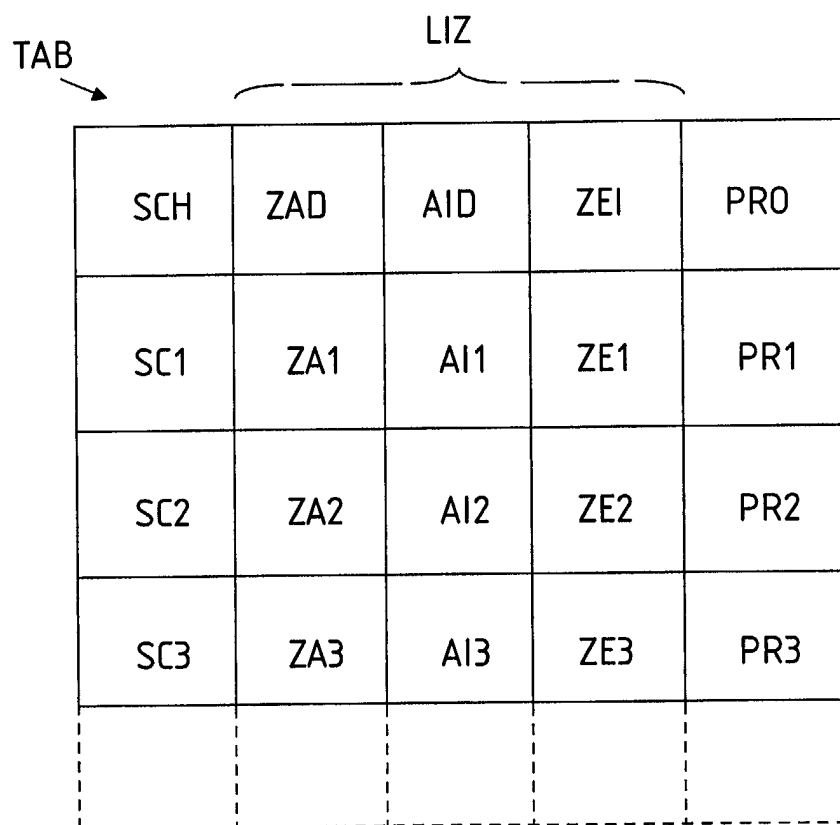 LIZ
TAB
SCH ZAD AID ZEI PRO
SC1 ZA1 AI1 ZE1 PR1
SC2 ZA2 AI2 ZE2 PR2
SC3 ZA3 AI3 ZE3 PR3